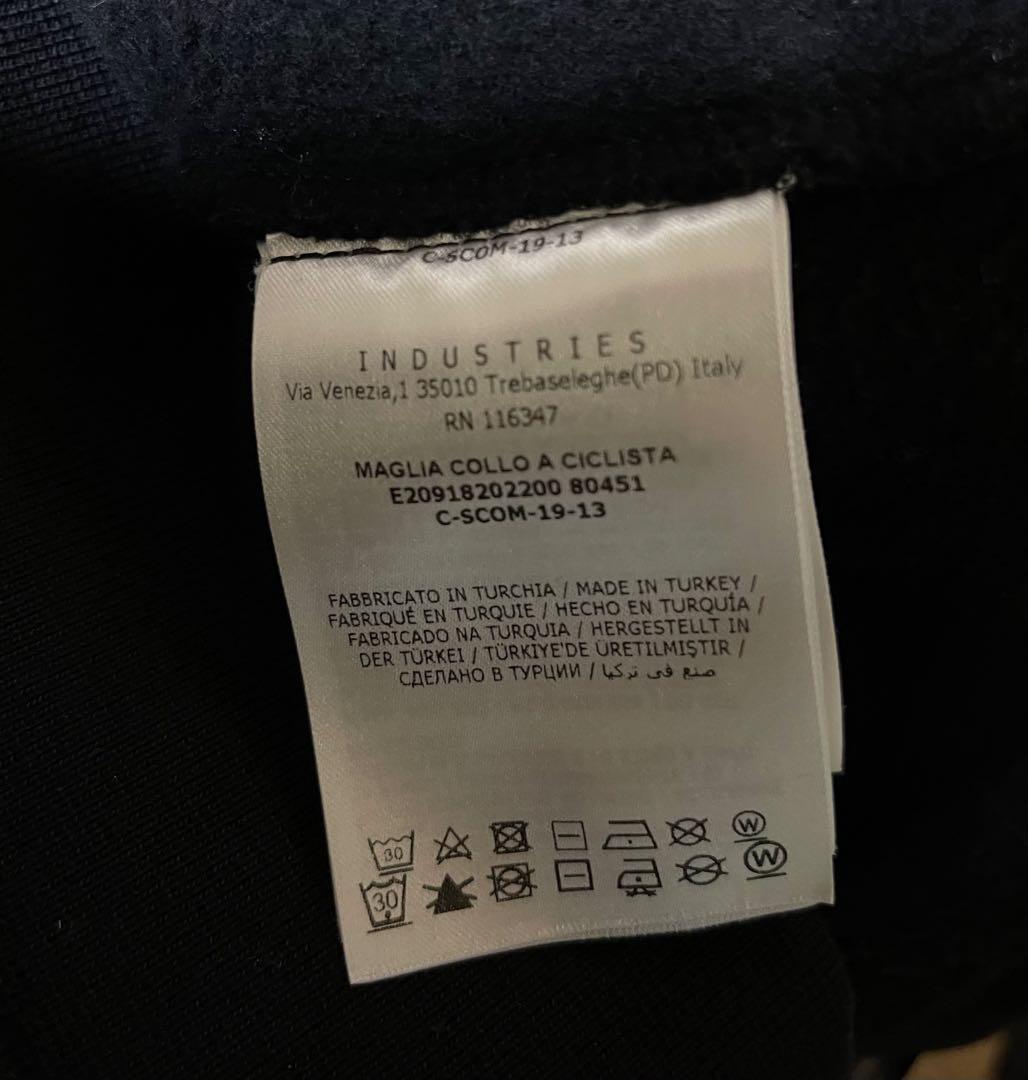 C-SCOM-19-13
INDUSTRIES
Via Venezia,1 35010 Trebaseleghe(PD) Italy
RN 116347
MAGLIA COLLO A CICLISTA
E20918202200 80451
C-SCOM-19-13
FABBRICATO IN TURCHIA / MADE IN TURKEY /
FABRIQUÉ EN TURQUIE / HECHO EN TURQUÍA /
FABRICADO NA TURQUIA / HERGESTELLT IN
DER TÜRKEI / TÜRKIYE'DE ÜRETILMIŞTIR /
СДЕЛАНО В ТУРЦИИ / صنع في تركيا
30 W
30 W